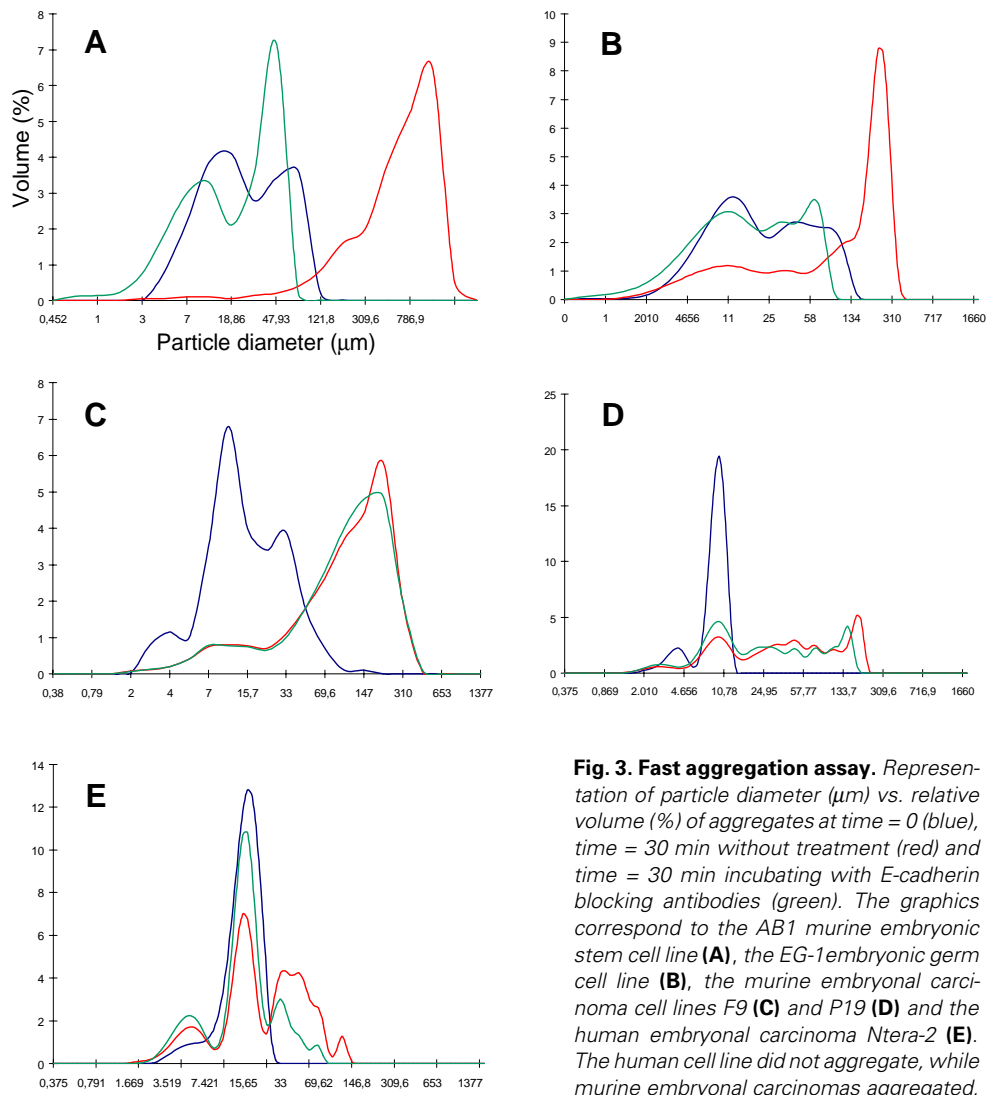 A
8
7
6
5
4
3
2
1
0
Volume (%)
0,452 1 3 7 18,86 47,93 121,8 309,6 786,9
Particle diameter (μm)
B
10
9
8
7
6
5
4
3
2
1
0
0 1 2010 4656 11 25 58 134 310 717 1660
C
8
7
6
5
4
3
2
1
0
0,38 0,79 2 4 7 15,7 33 69,6 147 310 653 1377
D
25
20
15
10
5
0
0,375 0,869 2.010 4.656 10,78 24,95 57,77 133,7 309,6 716,9 1660
E
14
12
10
8
6
4
2
0
0,375 0,791 1.669 3.519 7.421 15,65 33 69,62 146,8 309,6 653 1377
Fig. 3. Fast aggregation assay. Represen-
tation of particle diameter (μm) vs. relative
volume (%) of aggregates at time = 0 (blue),
time = 30 min without treatment (red) and
time = 30 min incubating with E-cadherin
blocking antibodies (green). The graphics
correspond to the AB1 murine embryonic
stem cell line (A), the EG-1embryonic germ
cell line (B), the murine embryonal carci-
noma cell lines F9 (C) and P19 (D) and the
human embryonal carcinoma Ntera-2 (E).
The human cell line did not aggregate, while
murine embryonal carcinomas aggregated,